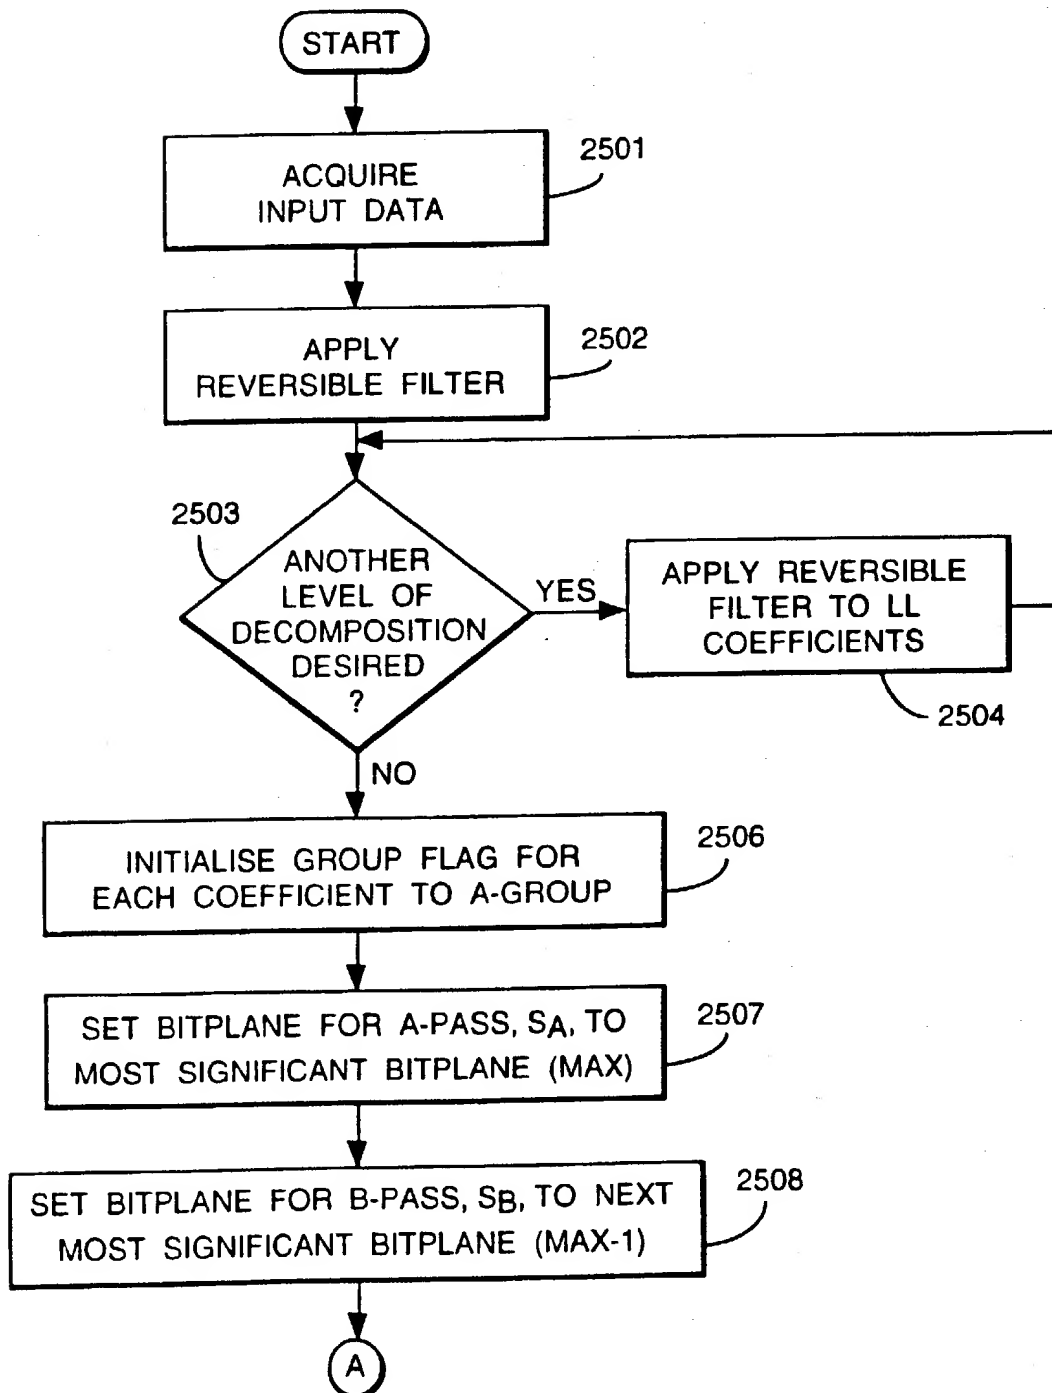 START
ACQUIRE
INPUT DATA
2501
APPLY
REVERSIBLE FILTER
2502
2503
ANOTHER
LEVEL OF
DECOMPOSITION
DESIRED
?
YES
APPLY REVERSIBLE
FILTER TO LL
COEFFICIENTS
2504
NO
INITIALISE GROUP FLAG FOR
EACH COEFFICIENT TO A-GROUP
2506
SET BITPLANE FOR A-PASS, SA, TO
MOST SIGNIFICANT BITPLANE (MAX)
2507
SET BITPLANE FOR B-PASS, SB, TO NEXT
MOST SIGNIFICANT BITPLANE (MAX-1)
2508
A